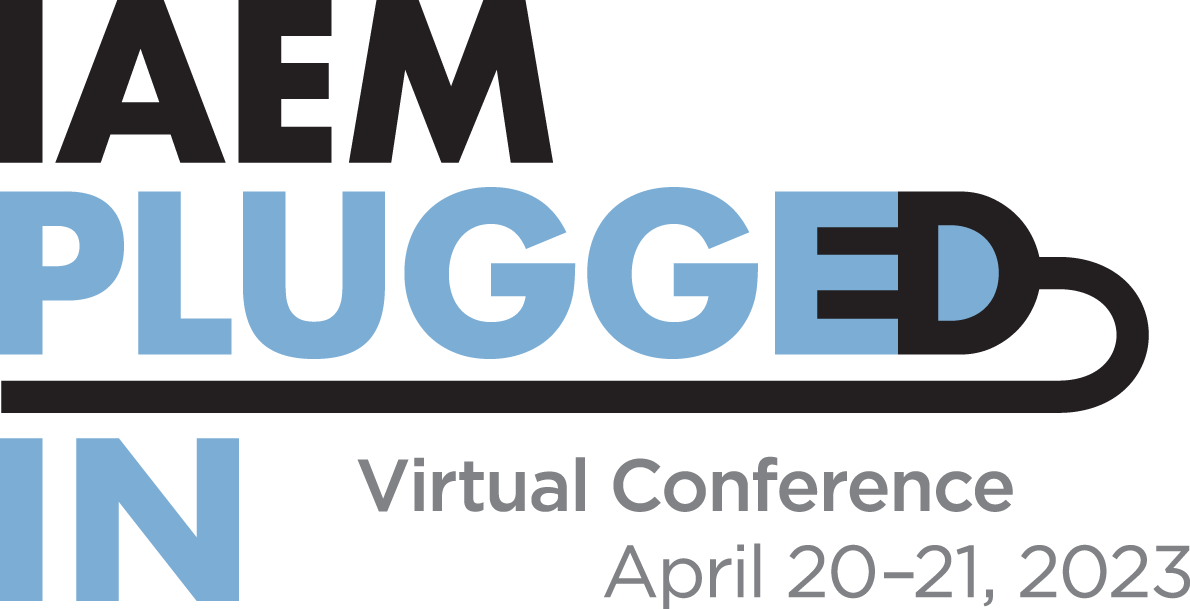 IAEM
PLUGGED
IN
Virtual Conference
April 20–21, 2023